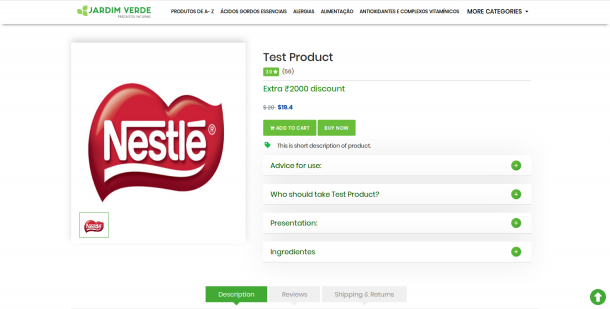 JARDIM VERDE
PRODUTOS NATURAIS
PRODUTOS DE A- Z
ÁCIDOS GORDOS ESSENCIAIS
ALERGIAS
ALIMENTAÇÃO
ANTIOXIDANTES E COMPLEXOS VITAMÍNICOS
MORE CATEGORIES
Nestlé®
Test Product
3.9 ★ (56)
Extra ₹2000 discount
$ 20 $19.4
ADD TO CART
BUY NOW
This is short description of product.
Advice for use:
Who should take Test Product?
Presentation:
Ingredientes
Nestlé
Description
Reviews
Shipping & Returns